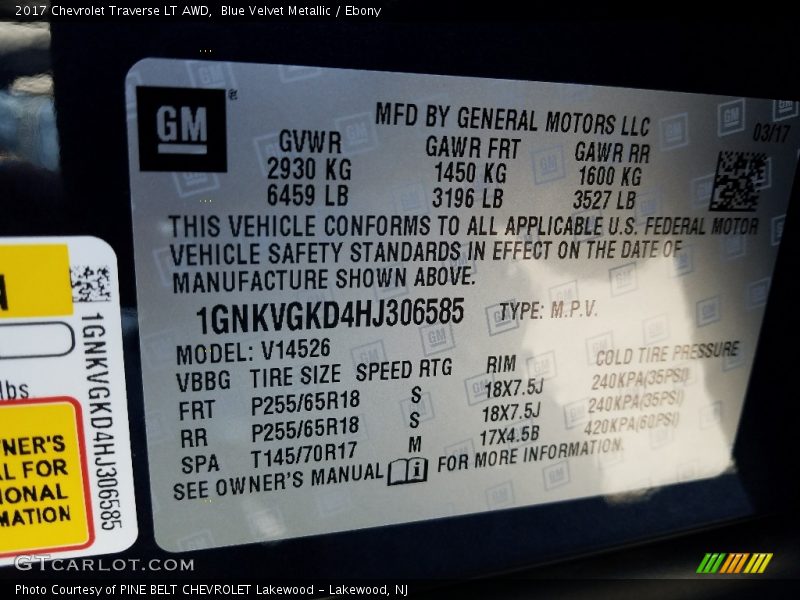 2017 Chevrolet Traverse LT AWD,  Blue Velvet Metallic / Ebony
GM ®
MFD BY GENERAL MOTORS LLC
03/17
GVWR GAWR FRT GAWR RR
2930 KG 1450 KG 1600 KG
6459 LB 3196 LB 3527 LB
THIS VEHICLE CONFORMS TO ALL APPLICABLE U.S. FEDERAL MOTOR
VEHICLE SAFETY STANDARDS IN EFFECT ON THE DATE OF
MANUFACTURE SHOWN ABOVE.
1GNKVGKD4HJ306585 TYPE: M.P.V.
MODEL: V14526
VBBG TIRE SIZE SPEED RTG RIM COLD TIRE PRESSURE
FRT P255/65R18 S 18X7.5J 240KPA(35PSI)
RR P255/65R18 S 18X7.5J 240KPA(35PSI)
SPA T145/70R17 M 17X4.5B 420KPA(60PSI)
SEE OWNER'S MANUAL i FOR MORE INFORMATION.
1GNKVGKD4HJ306585
lbs
WNER'S
AL FOR
IONAL
MATION
GTCARLOT.COM
Photo Courtesy of PINE BELT CHEVROLET Lakewood - Lakewood, NJ